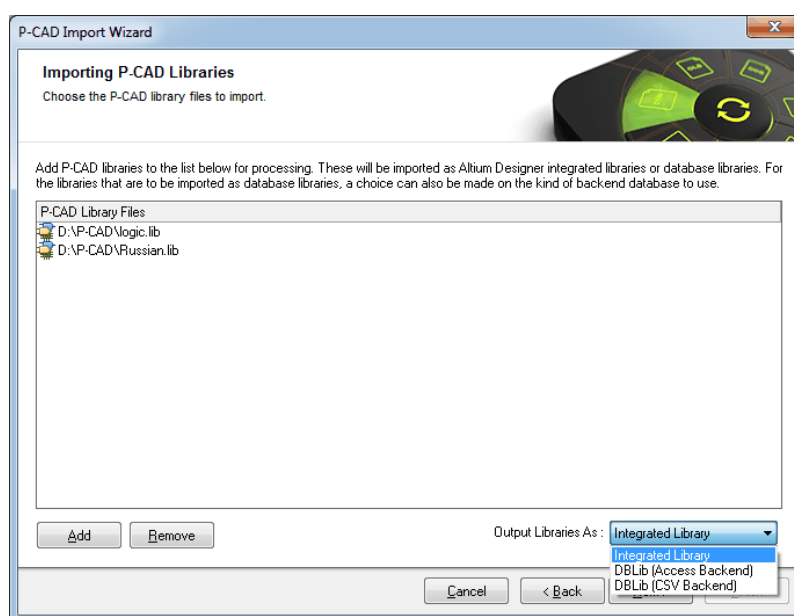 P-CAD Import Wizard
Importing P-CAD Libraries
Choose the P-CAD library files to import.
Add P-CAD libraries to the list below for processing. These will be imported as Altium Designer integrated libraries or database libraries. For
the libraries that are to be imported as database libraries, a choice can also be made on the kind of backend database to use.
P-CAD Library Files
D:\P-CAD\logic.lib
D:\P-CAD\Russian.lib
Add
Remove
Output Libraries As :
Integrated Library
Integrated Library
DBLib (Access Backend)
DBLib (CSV Backend)
Cancel
< Back